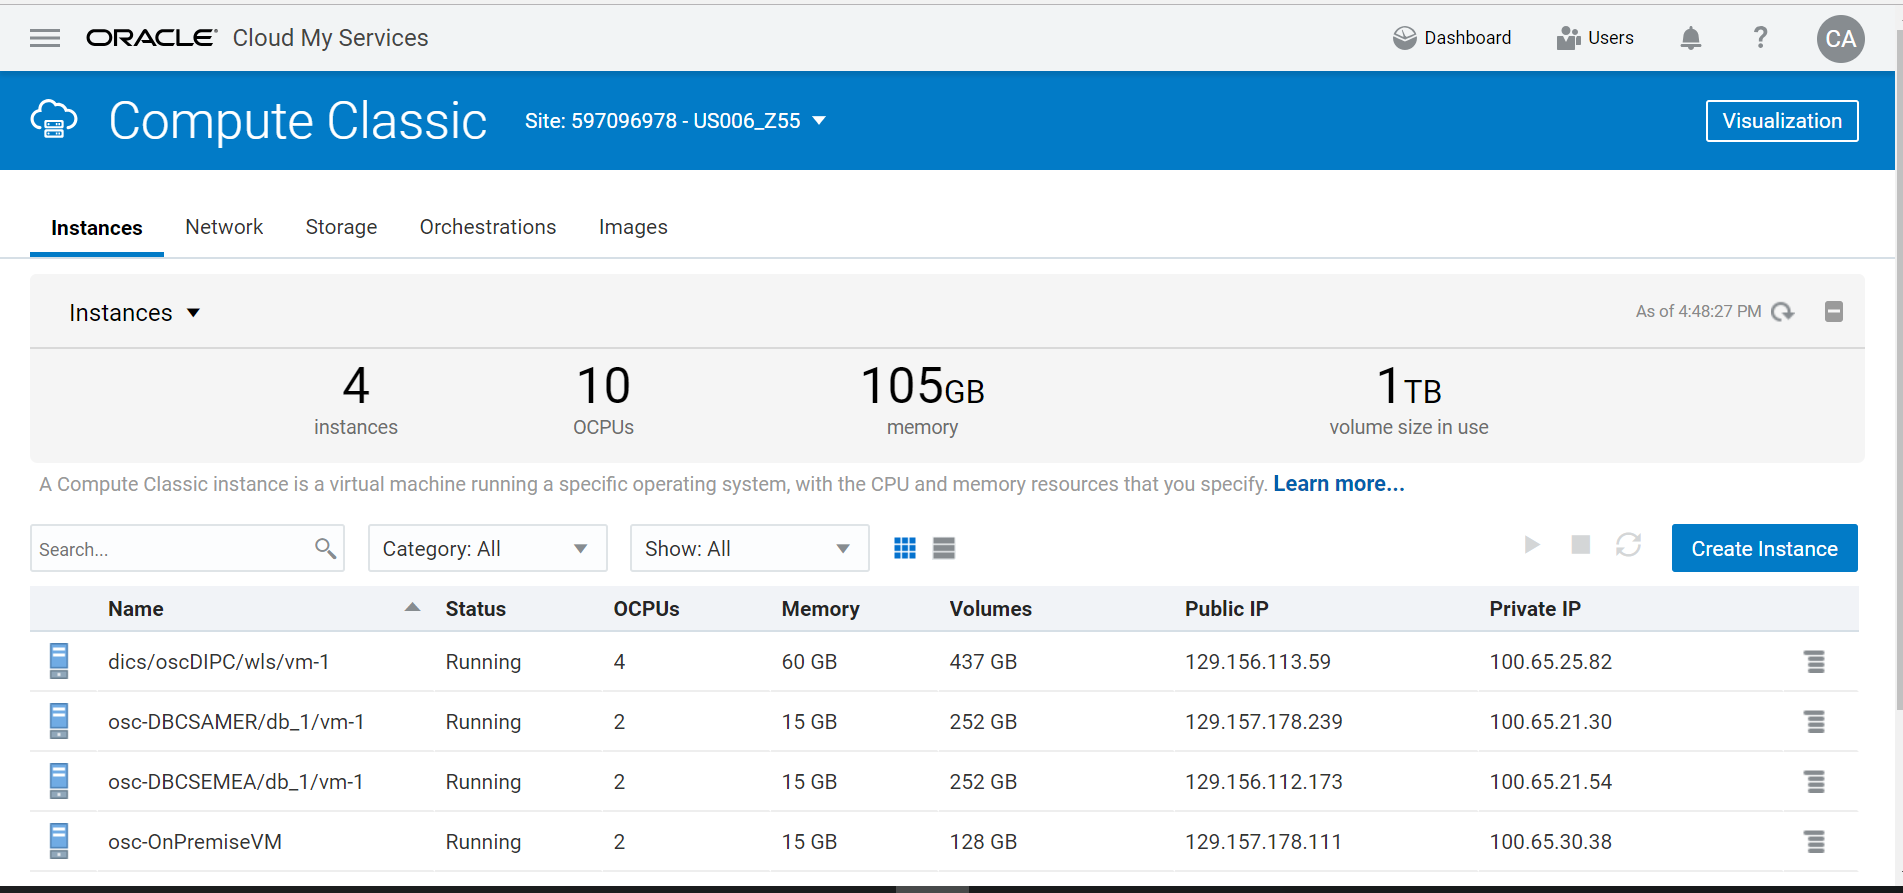 ORACLE® Cloud My Services Dashboard Users ? CA
Compute Classic Site: 597096978 - US006_Z55 Visualization
Instances Network Storage Orchestrations Images
Instances As of 4:48:27 PM
4 10 105GB 1TB
instances OCPUs memory volume size in use
A Compute Classic instance is a virtual machine running a specific operating system, with the CPU and memory resources that you specify. Learn more...
Search... Category: All Show: All Create Instance
Name Status OCPUs Memory Volumes Public IP Private IP
dics/oscDIPC/wls/vm-1 Running 4 60 GB 437 GB 129.156.113.59 100.65.25.82
osc-DBCSAMER/db_1/vm-1 Running 2 15 GB 252 GB 129.157.178.239 100.65.21.30
osc-DBCSEMEA/db_1/vm-1 Running 2 15 GB 252 GB 129.156.112.173 100.65.21.54
osc-OnPremiseVM Running 2 15 GB 128 GB 129.157.178.111 100.65.30.38